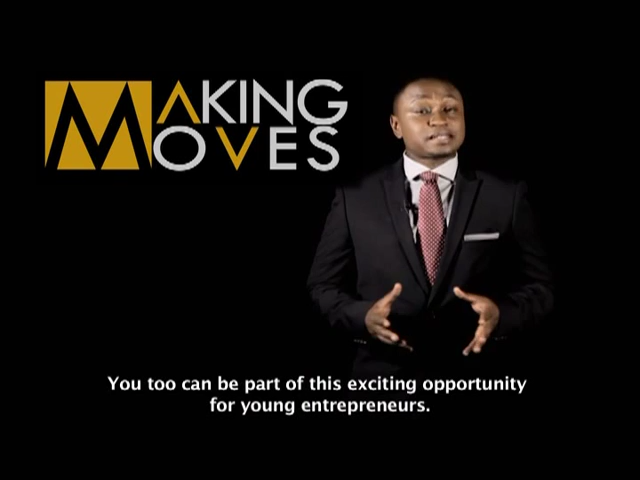 MAKING
MOVES
You too can be part of this exciting opportunity
for young entrepreneurs.